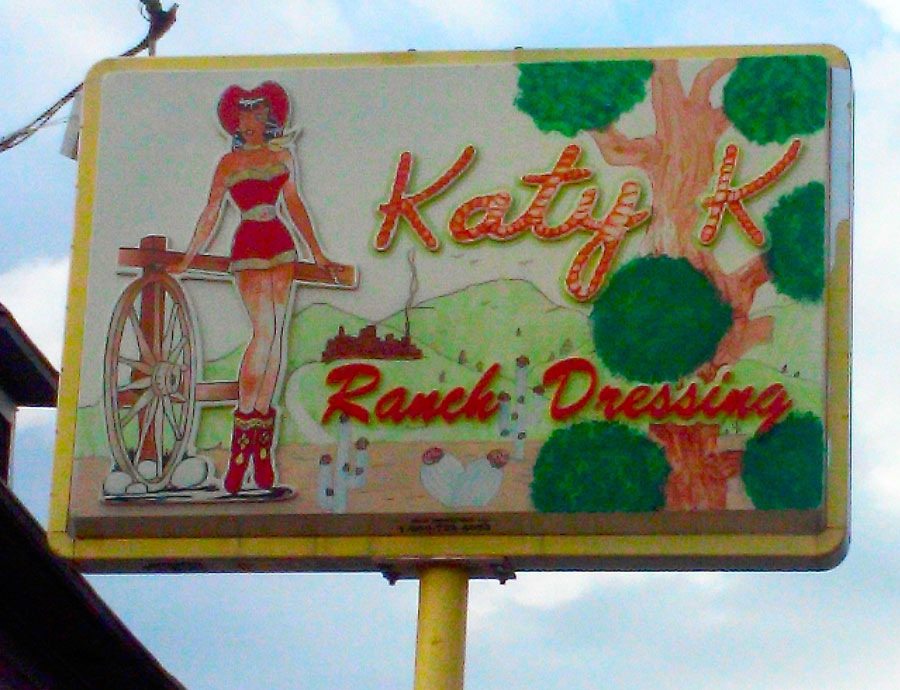 Katy K
Ranch Dressing